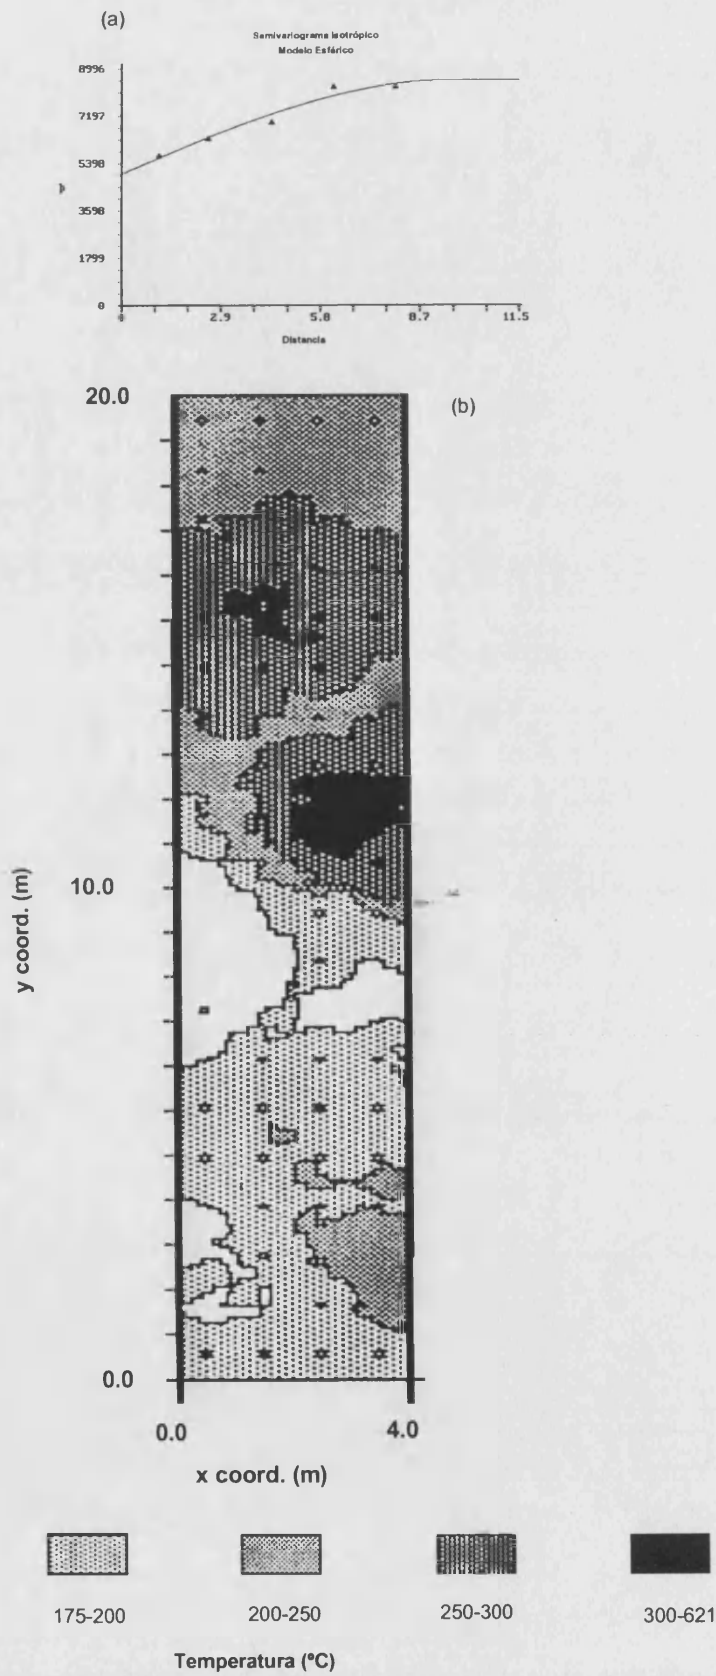 (a)
Semivariograma Isotrópico
Modelo Esférico
8996
7197
5398
3598
1799
0
0 2.9 5.8 8.7 11.5
Distancia
(b)
20.0
10.0
0.0
y coord. (m)
0.0 4.0
x coord. (m)
175-200 200-250 250-300 300-621
Temperatura (ºC)